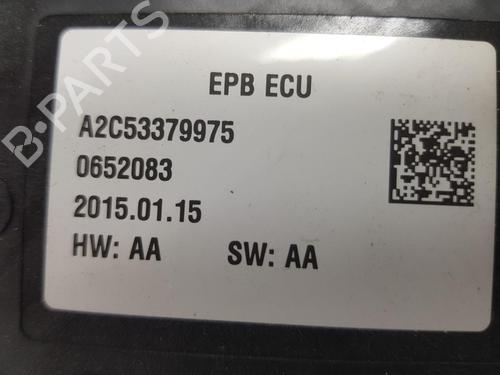 B-PARTS
EPB ECU
A2C53379975
0652083
2015.01.15
HW: AA SW: AA